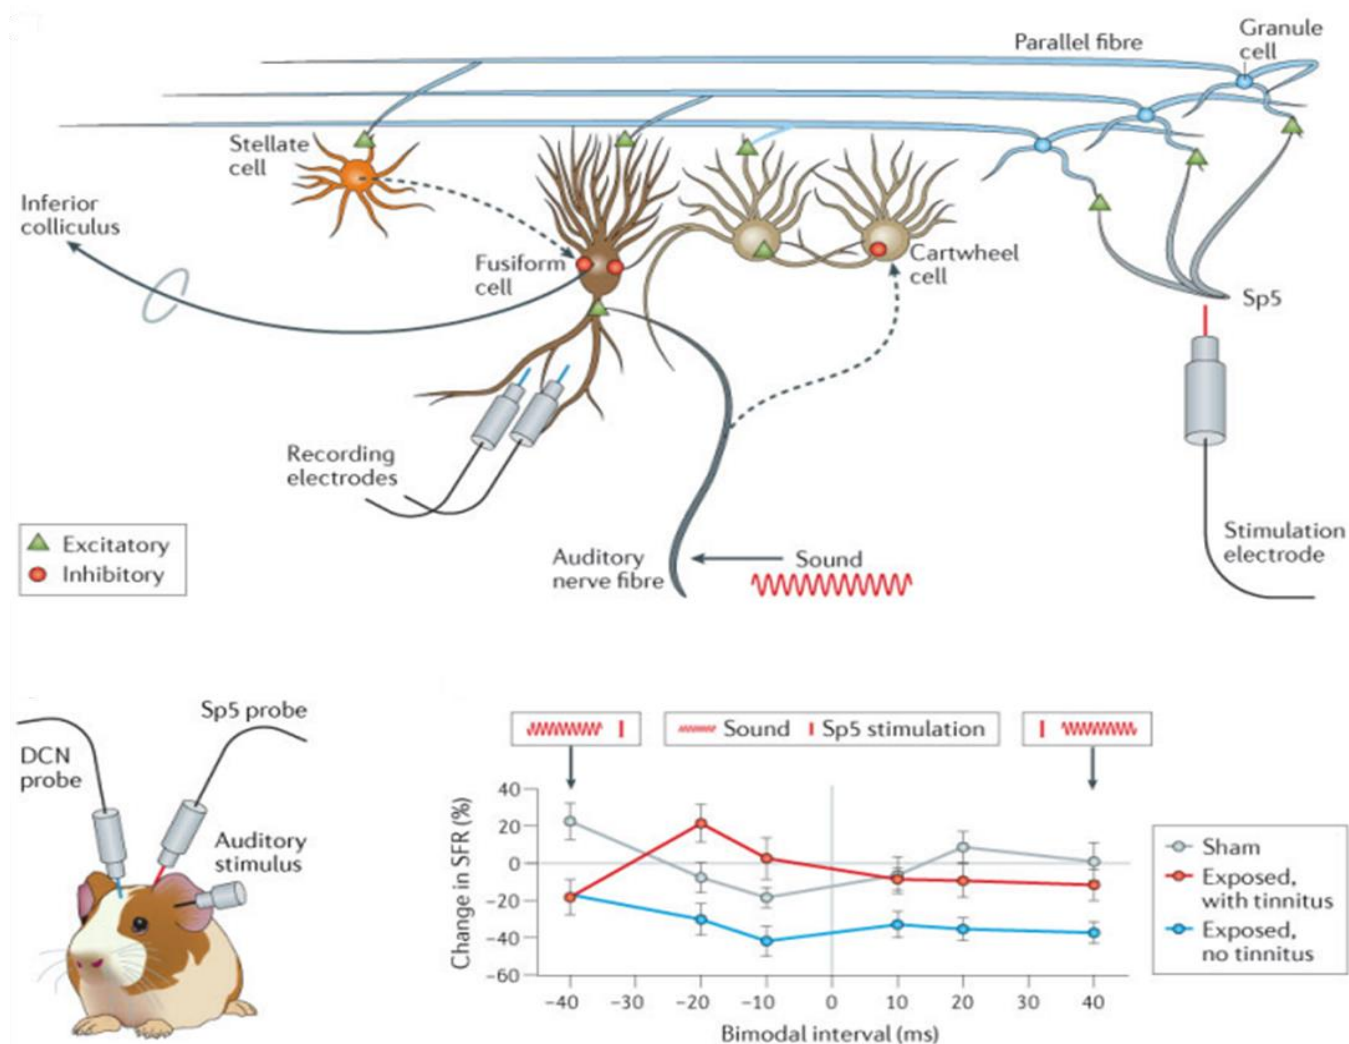 Parallel fibre
Granule
cell
Stellate
cell
Inferior
colliculus
Fusiform
cell
Cartwheel
cell
Sp5
Recording
electrodes
Excitatory
Inhibitory
Auditory
nerve fibre
Sound
Stimulation
electrode
Sp5 probe
DCN
probe
Auditory
stimulus
Sound
Sp5 stimulation
Change in SFR (%)
40
20
0
−20
−40
−60
−40
−30
−20
−10
0
10
20
30
40
Bimodal interval (ms)
Sham
Exposed,
with tinnitus
Exposed,
no tinnitus